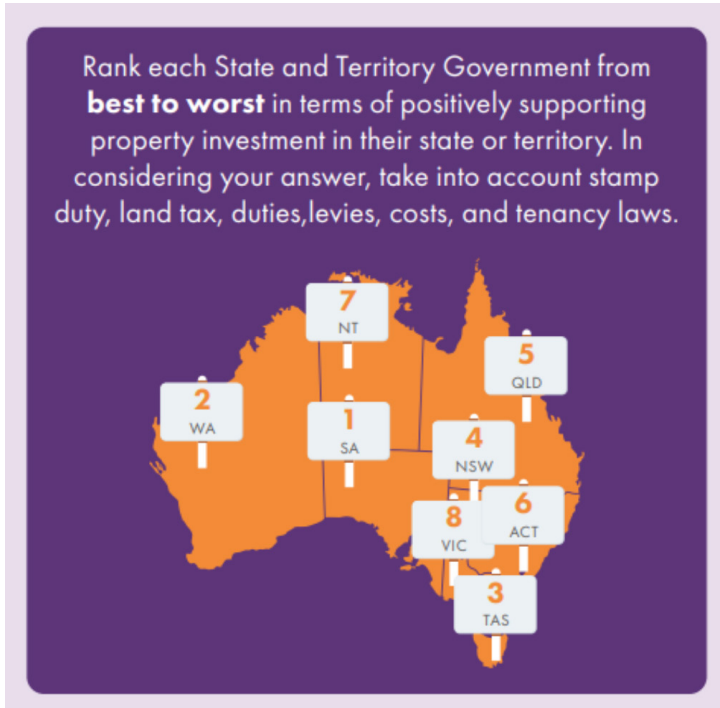 Rank each State and Territory Government from
best to worst in terms of positively supporting
property investment in their state or territory. In
considering your answer, take into account stamp
duty, land tax, duties,levies, costs, and tenancy laws.
7
NT
5
QLD
2
WA
1
SA
4
NSW
6
ACT
8
VIC
3
TAS